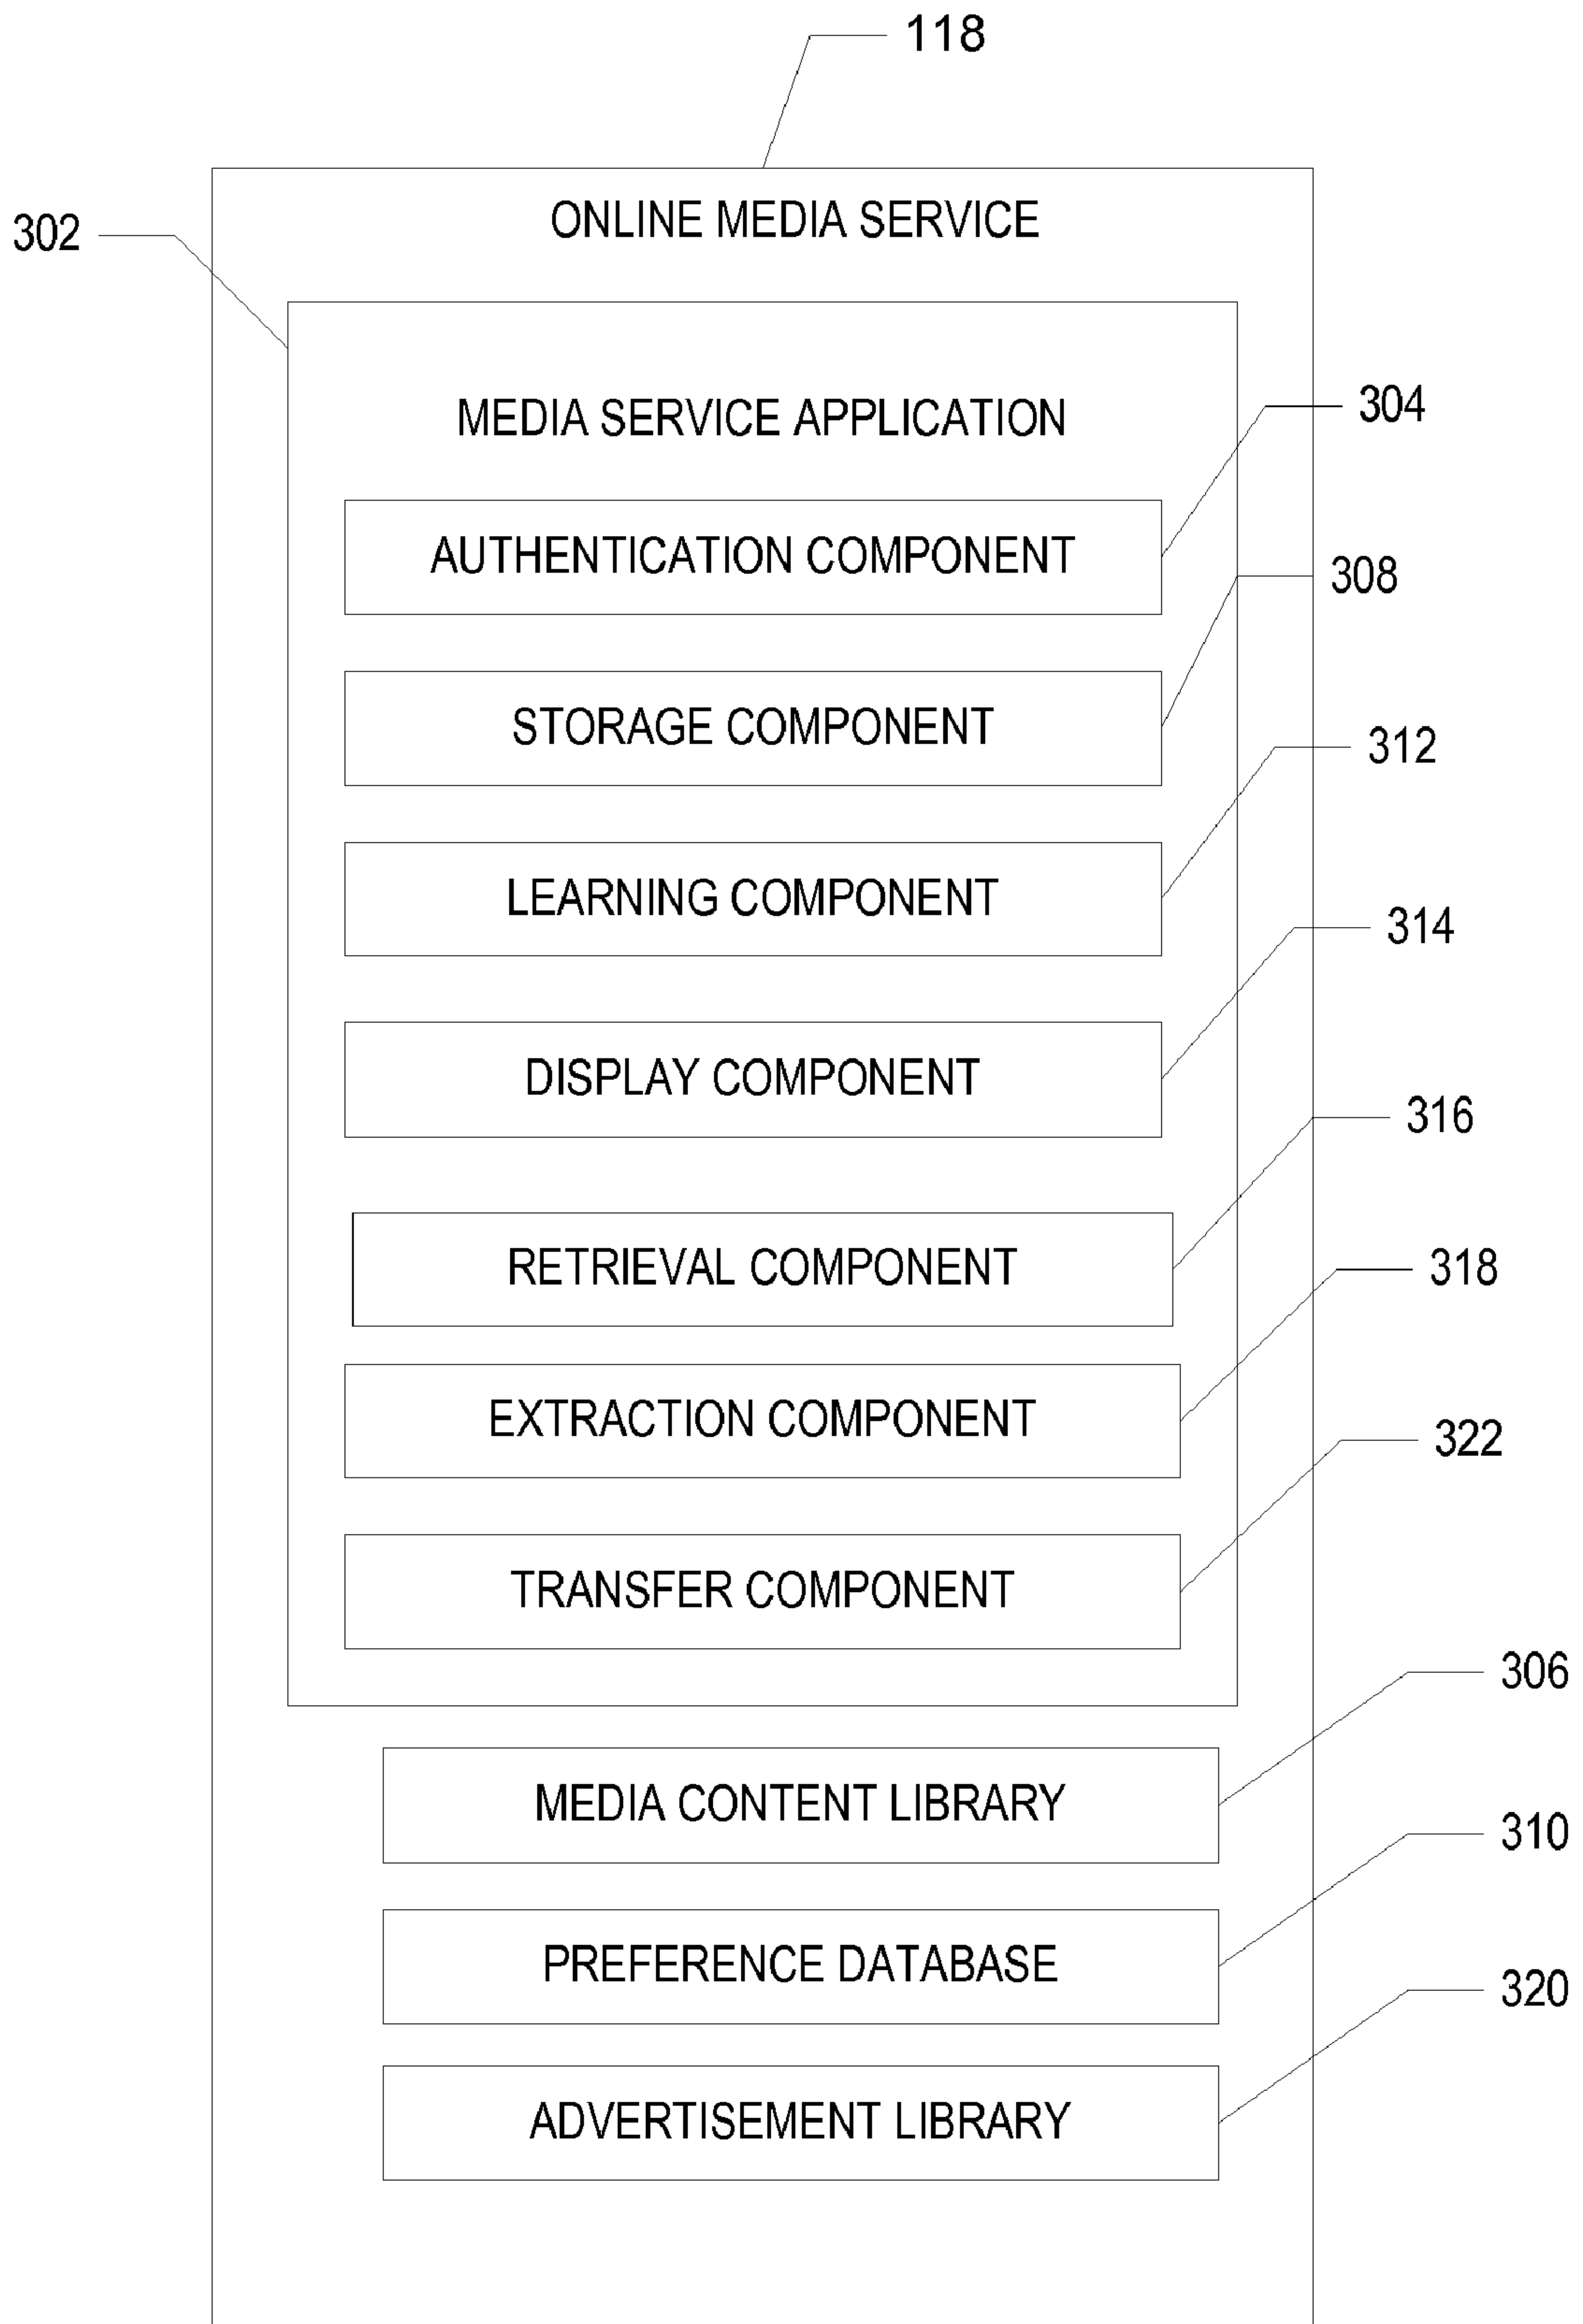 118
ONLINE MEDIA SERVICE
302
MEDIA SERVICE APPLICATION
304
AUTHENTICATION COMPONENT
308
STORAGE COMPONENT
312
LEARNING COMPONENT
314
DISPLAY COMPONENT
316
RETRIEVAL COMPONENT
318
EXTRACTION COMPONENT
322
TRANSFER COMPONENT
306
MEDIA CONTENT LIBRARY
310
PREFERENCE DATABASE
320
ADVERTISEMENT LIBRARY